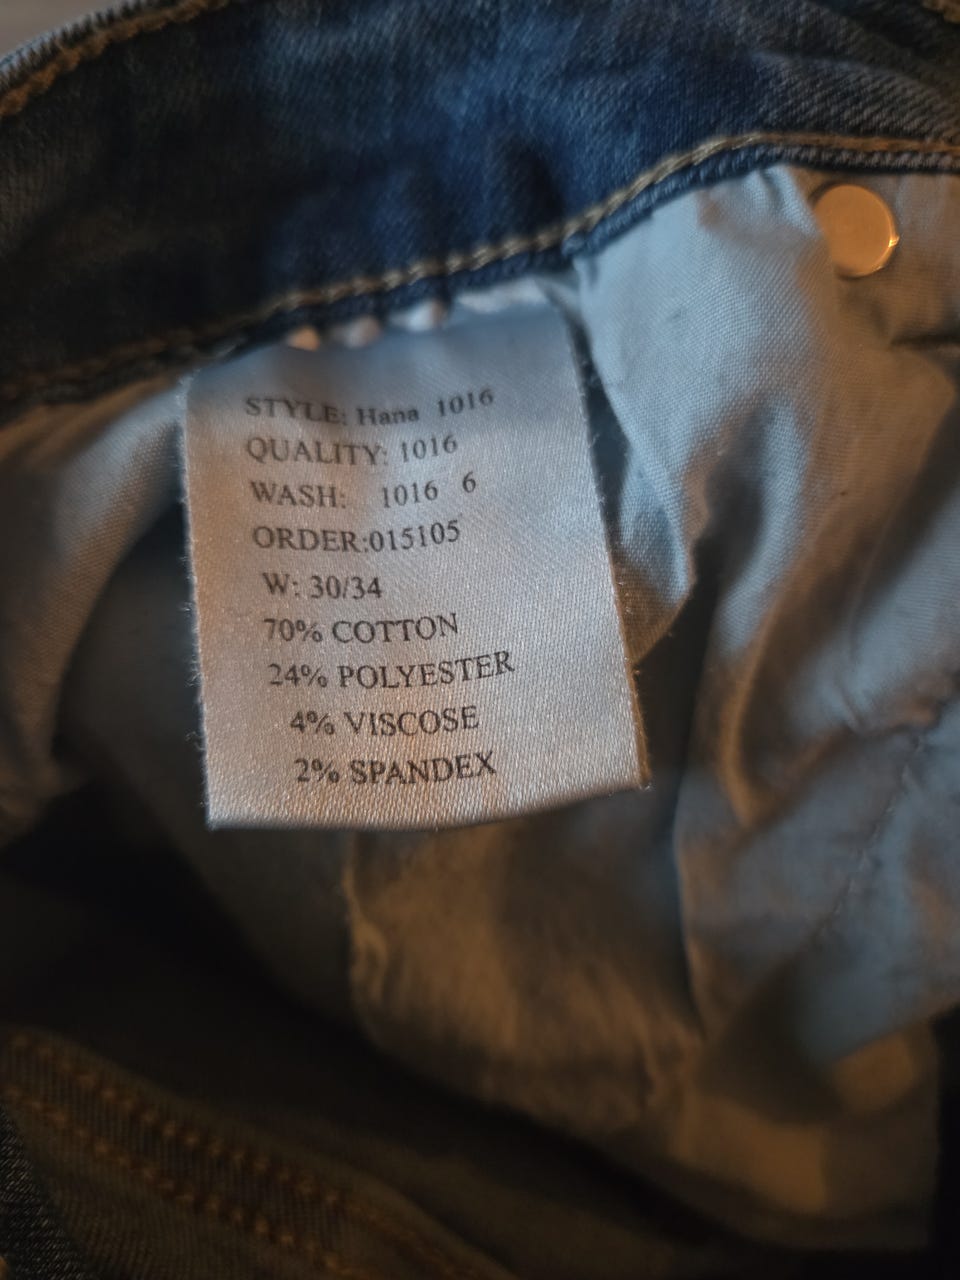 STYLE: Hana 1016
QUALITY: 1016
WASH: 1016 6
ORDER:015105
W: 30/34
70% COTTON
24% POLYESTER
4% VISCOSE
2% SPANDEX